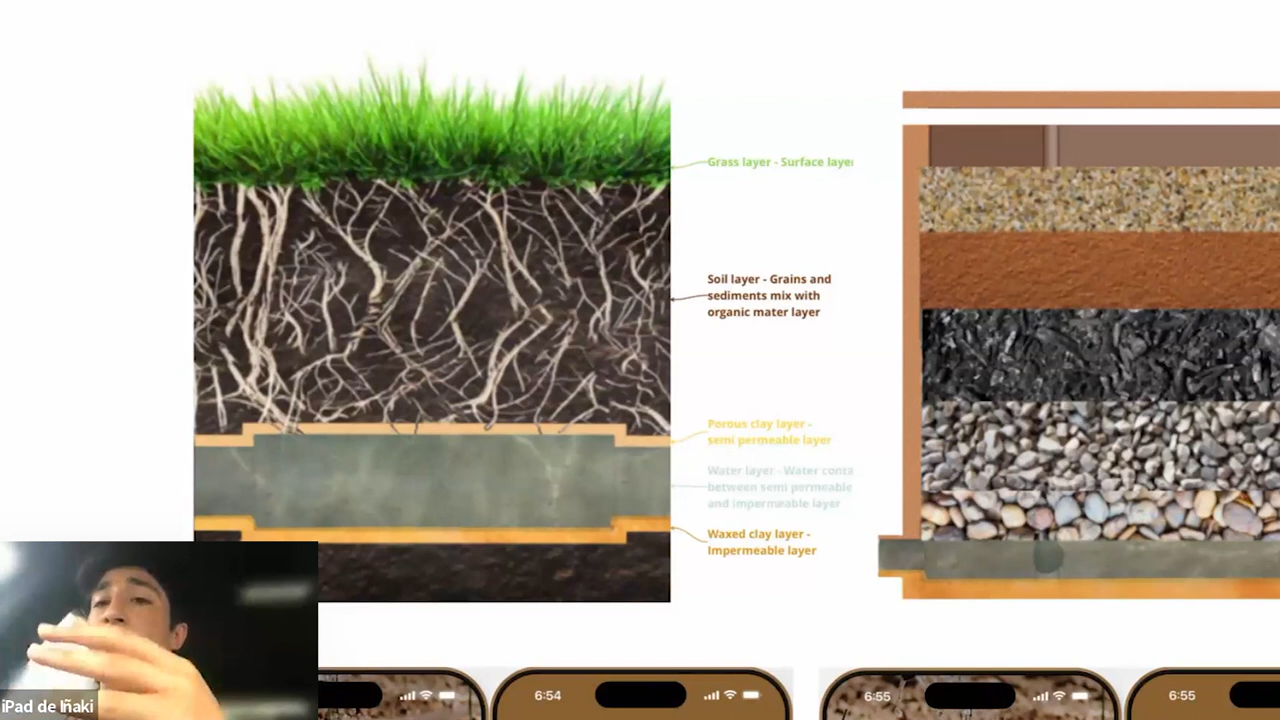 Grass layer - Surface layer
Soil layer - Grains and
sediments mix with
organic mater layer
Porous clay layer -
semi permeable layer
Water layer - Water conta
between semi permeable
and impermeable layer
Waxed clay layer -
Impermeable layer
iPad de Iñaki
6:54
6:55
6:55